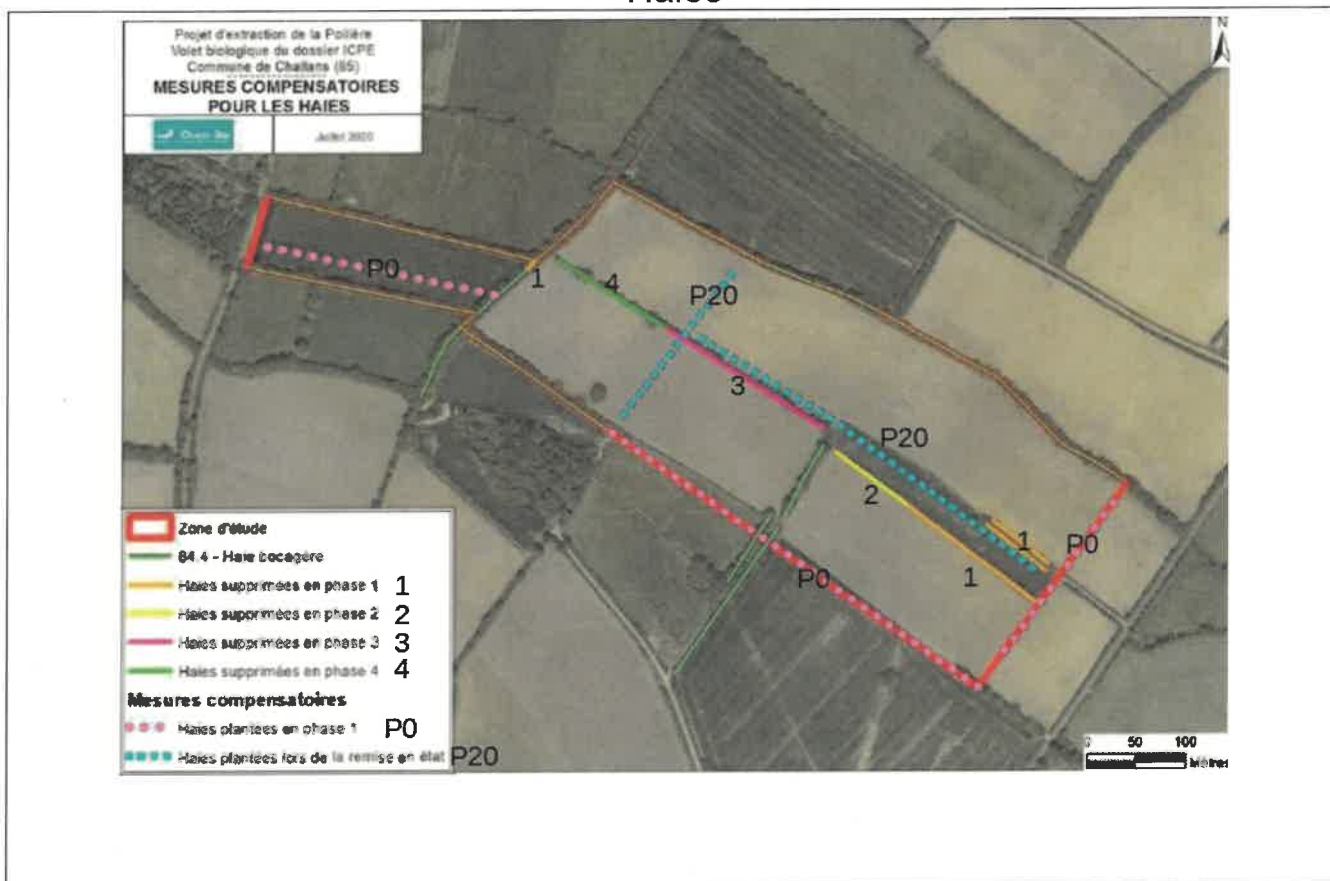 Projet d'extraction de la Poilière
Volet biologique du dossier ICPE
Commune de Challans (85)
MESURES COMPENSATOIRES
POUR LES HAIES
Juillet 2020
N
P0
1
4
P20
3
P20
2
1
P0
1
P0
Zone d'étude
84.4 - Haie bocagère
Haies supprimées en phase 1 1
Haies supprimées en phase 2 2
Haies supprimées en phase 3 3
Haies supprimées en phase 4 4
Mesures compensatoires
Haies plantées en phase 1 P0
Haies plantées lors de la remise en état P20
0 50 100
Mètres